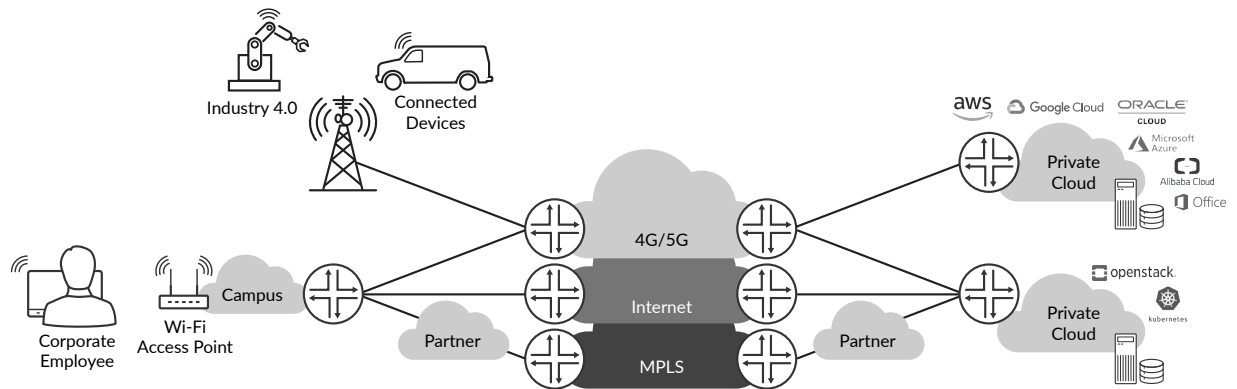 Industry 4.0
Connected
Devices
aws
Google Cloud
ORACLE
CLOUD
Microsoft
Azure
Private
Cloud
Alibaba Cloud
Office
4G/5G
Corporate
Employee
Wi-Fi
Access Point
Campus
Partner
Internet
MPLS
Partner
openstack.
kubernetes
Private
Cloud